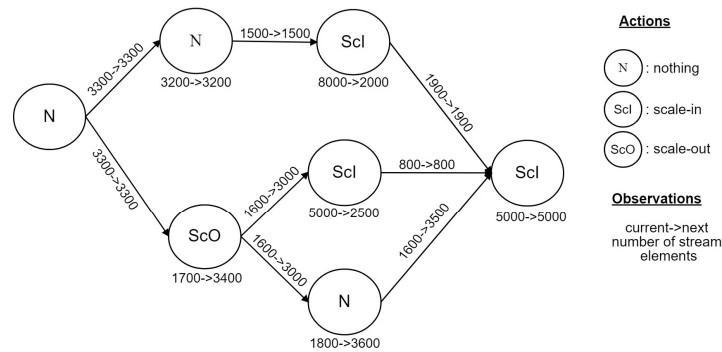 N
3300->3300
3300->3300
N
3200->3200
1500->1500
ScI
8000->2000
1900->1900
ScO
1700->3400
1600->3000
1600->3000
ScI
5000->2500
800->800
N
1800->3600
1600->3500
ScI
5000->5000
Actions
N : nothing
ScI : scale-in
ScO : scale-out
Observations
current->next
number of stream
elements